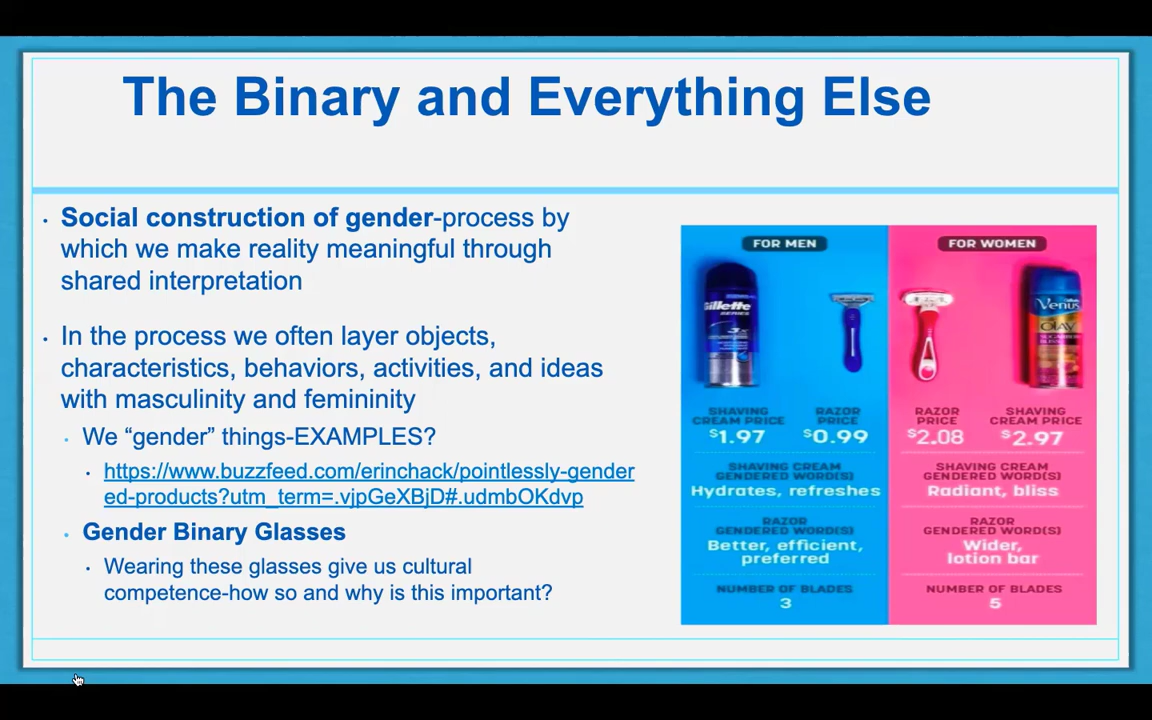 The Binary and Everything Else
• Social construction of gender-process by
which we make reality meaningful through
shared interpretation
• In the process we often layer objects,
characteristics, behaviors, activities, and ideas
with masculinity and femininity
• We “gender” things-EXAMPLES?
• https://www.buzzfeed.com/erinchack/pointlessly-gender
ed-products?utm_term=.vjpGeXBjD#.udmbOKdvp
• Gender Binary Glasses
• Wearing these glasses give us cultural
competence-how so and why is this important?
FOR MEN
Gillette
SERIES
SHAVING
CREAM PRICE
$1.97
RAZOR
PRICE
$0.99
SHAVING CREAM
GENDERED WORD(S)
Hydrates, refreshes
RAZOR
GENDERED WORD(S)
Better, efficient,
preferred
NUMBER OF BLADES
3
FOR WOMEN
Venus
OLAY
RAZOR
PRICE
$2.08
SHAVING
CREAM PRICE
$2.97
SHAVING CREAM
GENDERED WORD(S)
Radiant, bliss
RAZOR
GENDERED WORD(S)
Wider,
lotion bar
NUMBER OF BLADES
5